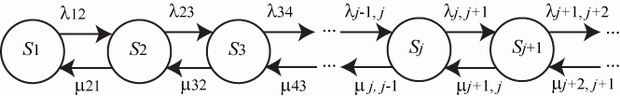 λ12 λ23 λ34 λj-1, j λj, j+1 λj+1, j+2
S1 S2 S3 ... Sj Sj+1 ...
... ...
μ21 μ32 μ43 μj, j-1 μj+1, j μj+2, j+1